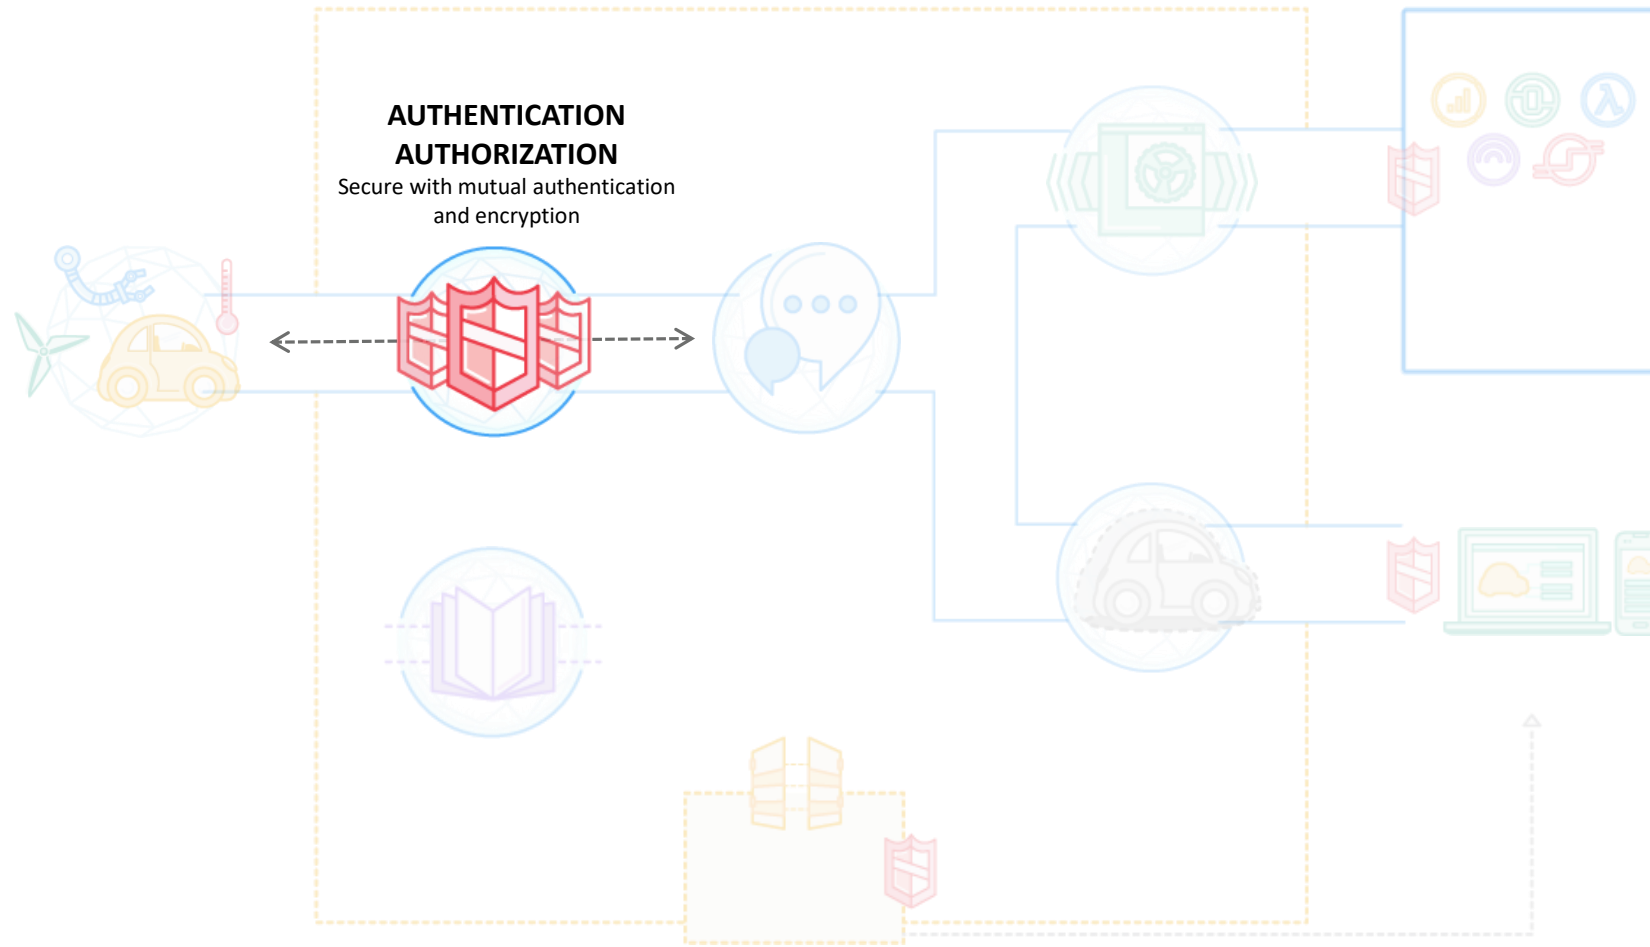 AUTHENTICATION
AUTHORIZATION
Secure with mutual authentication
and encryption